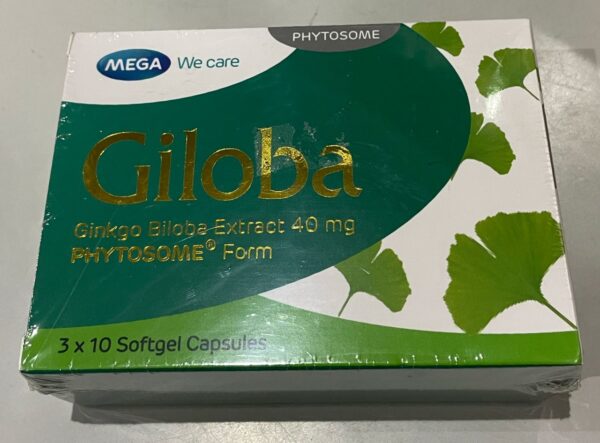 PHYTOSOME
MEGA We care
Giloba
Ginkgo Biloba Extract 40 mg
PHYTOSOME® Form
3 x 10 Softgel Capsules